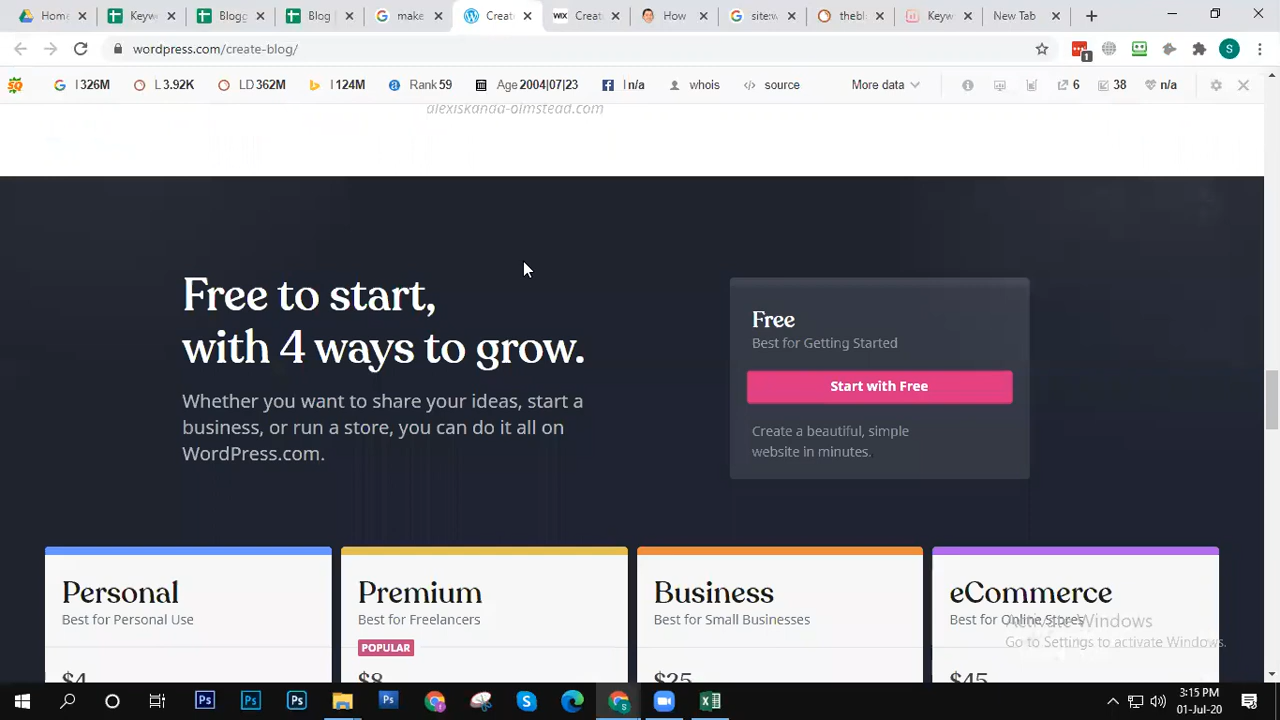 Home
Keyw
Blogg
Blog
make
Creat
WIX Creat
How
site:w
thebl
Keyw
New Tab
wordpress.com/create-blog/
1
S
I 326M
L 3.92K
LD 362M
I 124M
Rank 59
Age 2004|07|23
I n/a
whois
source
More data
6
38
n/a
alexiskanda-olmstead.com
Free to start,
with 4 ways to grow.
Whether you want to share your ideas, start a
business, or run a store, you can do it all on
WordPress.com.
Free
Best for Getting Started
Start with Free
Create a beautiful, simple
website in minutes.
Personal
Best for Personal Use
$4
Premium
Best for Freelancers
POPULAR
$8
Business
Best for Small Businesses
$25
eCommerce
Best for Online Stores
$45
Activate Windows
Go to Settings to activate Windows.
3:15 PM
01-Jul-20